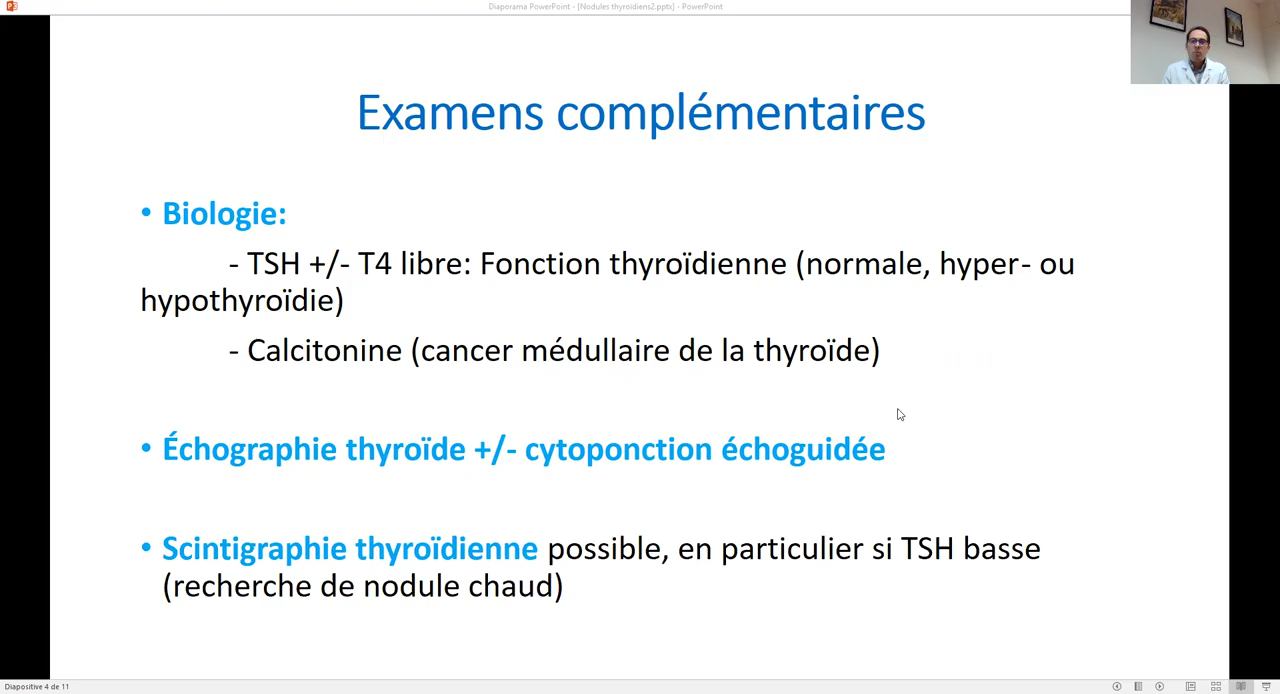 Diaporama PowerPoint - [Nodules thyroidiens2.pptx] - PowerPoint
Examens complémentaires
• Biologie:
- TSH +/- T4 libre: Fonction thyroïdienne (normale, hyper- ou
hypothyroïdie)
- Calcitonine (cancer médullaire de la thyroïde)
• Échographie thyroïde +/- cytoponction échoguidée
• Scintigraphie thyroïdienne possible, en particulier si TSH basse
(recherche de nodule chaud)
Diapositive 4 de 11